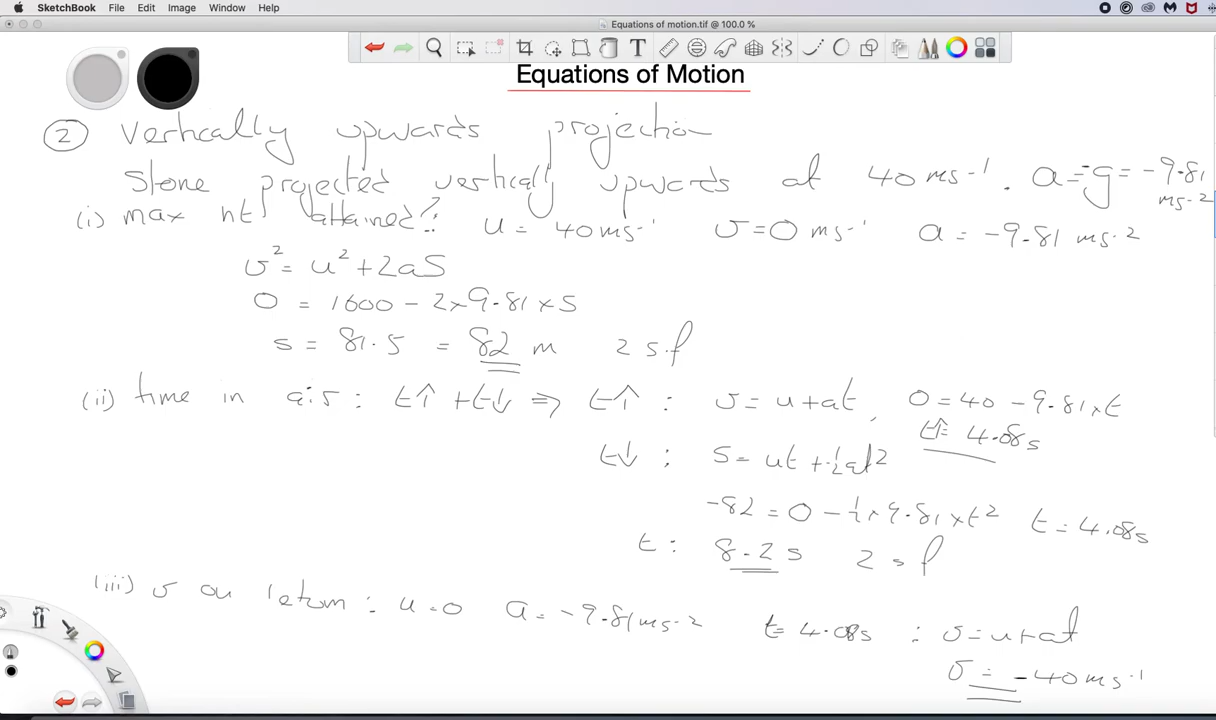 SketchBook File Edit Image Window Help
Equations of motion.tif @ 100.0 %
T
Equations of Motion
② Vertically upwards projection
Stone projected vertically upwards at 40 ms⁻¹. a = g = -9.81 ms⁻²
(i) max ht attained?: u = 40 ms⁻¹ v = 0 ms⁻¹ a = -9.81 ms⁻²
v² = u² + 2as
0 = 1600 - 2 × 9.81 × s
s = 81.5 = 82 m 2 s.f
(ii) time in air : t↑ + t↓ ⇒ t↑ : v = u + at, 0 = 40 - 9.81 × t
t↑= 4.08s
t↓ : s = ut + ½at²
-82 = 0 - ½ × 9.81 × t² t = 4.08s
t : 8.2 s 2 s f
(iii) v on return : u = 0 a = -9.81 ms⁻² t = 4.08s : v = u + at
v = -40 ms⁻¹